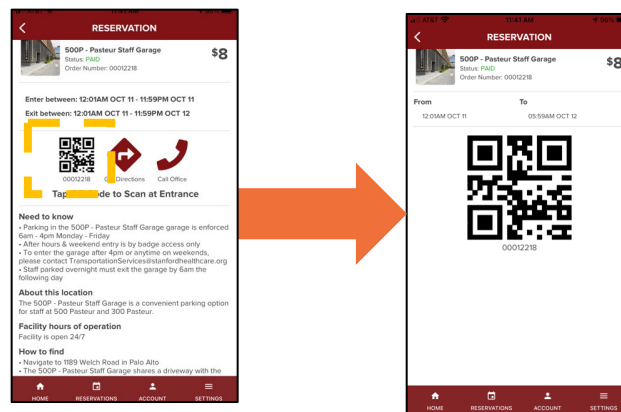 RESERVATION
500P - Pasteur Staff Garage
$8
Status: PAID
Order Number: 00012218
Enter between: 12:01AM OCT 11 - 11:59PM OCT 11
Exit between: 12:01AM OCT 11 - 11:59PM OCT 12
00012218
Directions
Call Office
Tap de to Scan at Entrance
Need to know
• Parking in the 500P - Pasteur Staff Garage garage is enforced
6am - 4pm Monday - Friday
• After hours & weekend entry is by badge access only
• To enter the garage after 4pm or anytime on weekends,
please contact TransportationServices@stanfordhealthcare.org
• Staff parked overnight must exit the garage by 6am the
following day
About this location
The 500P - Pasteur Staff Garage is a convenient parking option
for staff at 500 Pasteur and 300 Pasteur.
Facility hours of operation
Facility is open 24/7
How to find
• Navigate to 1189 Welch Road in Palo Alto
• The 500P - Pasteur Staff Garage shares a driveway with the
HOME RESERVATIONS ACCOUNT SETTINGS
AT&T 11:41 AM 96%
RESERVATION
500P - Pasteur Staff Garage
$8
Status: PAID
Order Number: 00012218
From To
12:01AM OCT 11 05:59AM OCT 12
00012218
HOME RESERVATIONS ACCOUNT SETTINGS